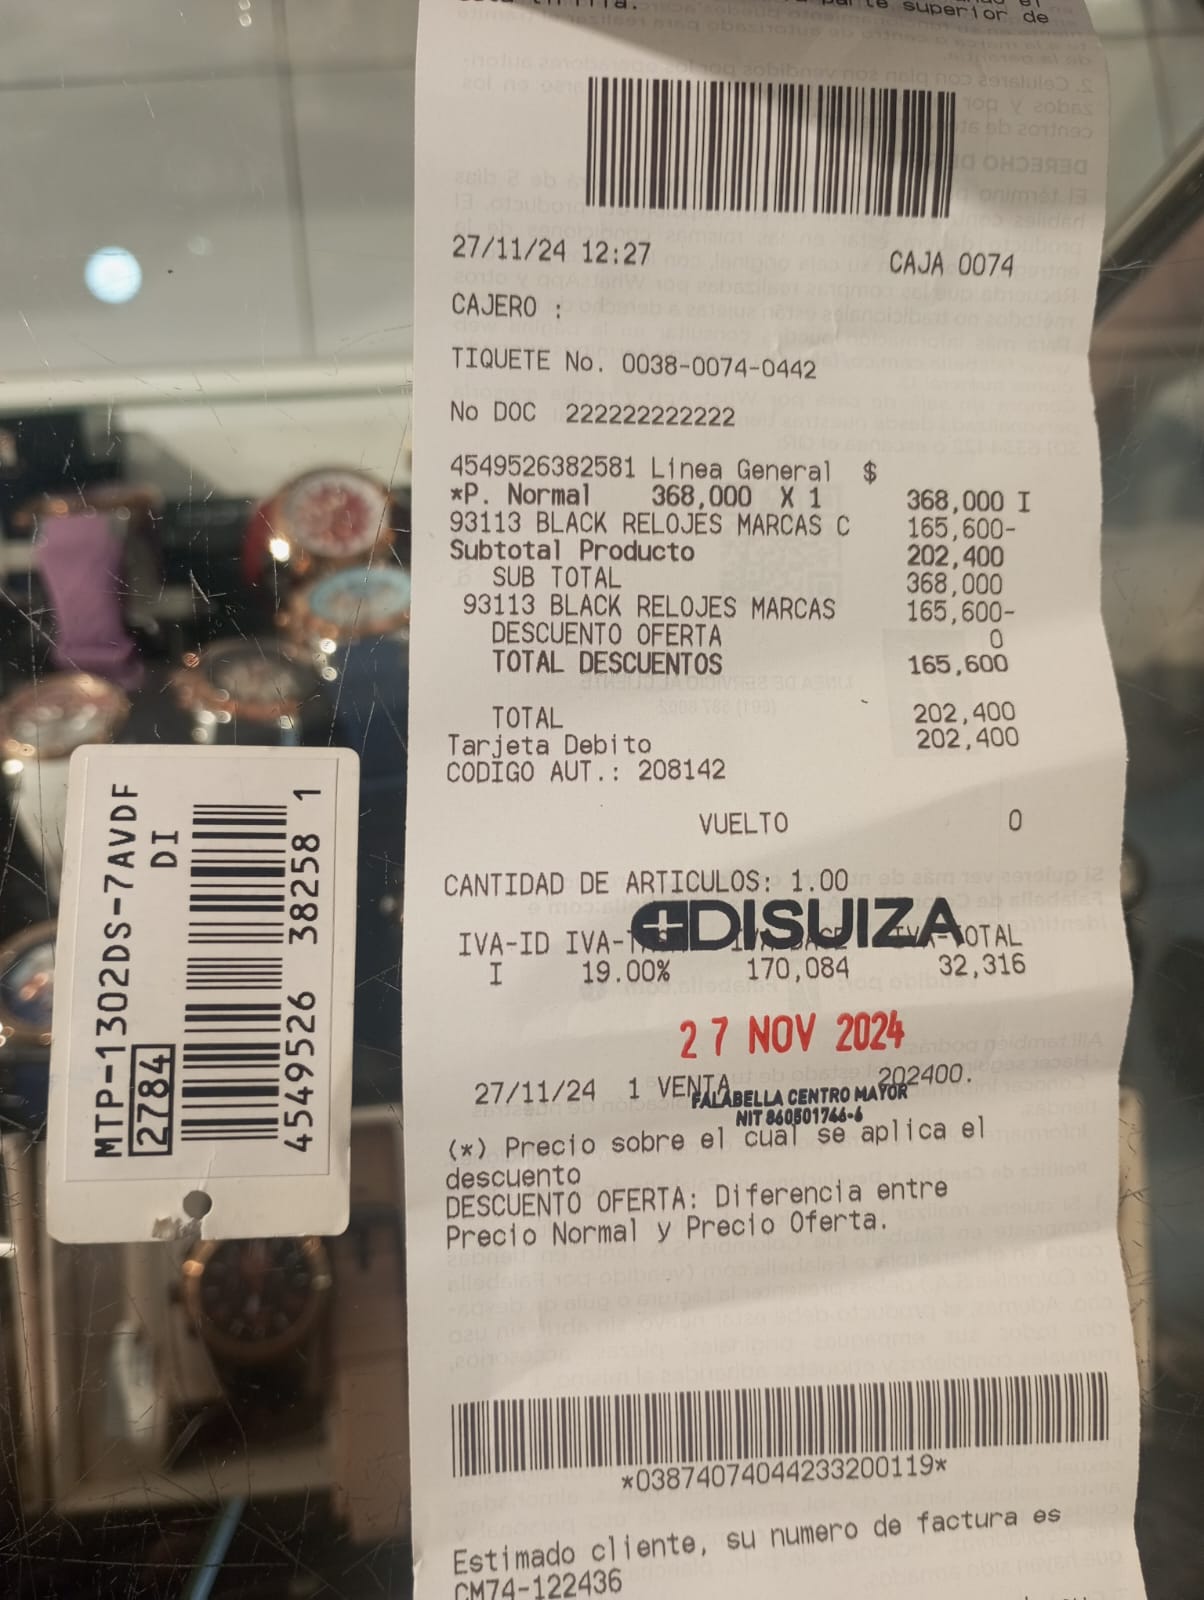 parte superior de
27/11/24 12:27 CAJA 0074
CAJERO :
TIQUETE No. 0038-0074-0442
No DOC 222222222222
4549526382581 Linea General $
*P. Normal 368,000 X 1 368,000 I
93113 BLACK RELOJES MARCAS C 165,600-
Subtotal Producto 202,400
SUB TOTAL 368,000
93113 BLACK RELOJES MARCAS 165,600-
DESCUENTO OFERTA 0
TOTAL DESCUENTOS 165,600
TOTAL 202,400
Tarjeta Debito 202,400
CODIGO AUT.: 208142
VUELTO 0
CANTIDAD DE ARTICULOS: 1.00
DISUIZA
IVA-ID IVA-TOTAL
I 19.00% 170,084 32,316
27 NOV 2024
27/11/24 1 VENTA 202400.
FALABELLA CENTRO MAYOR
NIT 860501766-6
(*) Precio sobre el cual se aplica el
descuento
DESCUENTO OFERTA: Diferencia entre
Precio Normal y Precio Oferta.
*03874074044233200119*
Estimado cliente, su numero de factura es
CM74-122436
MTP-1302DS-7AVDF
DI
2784
4549526 38258 1